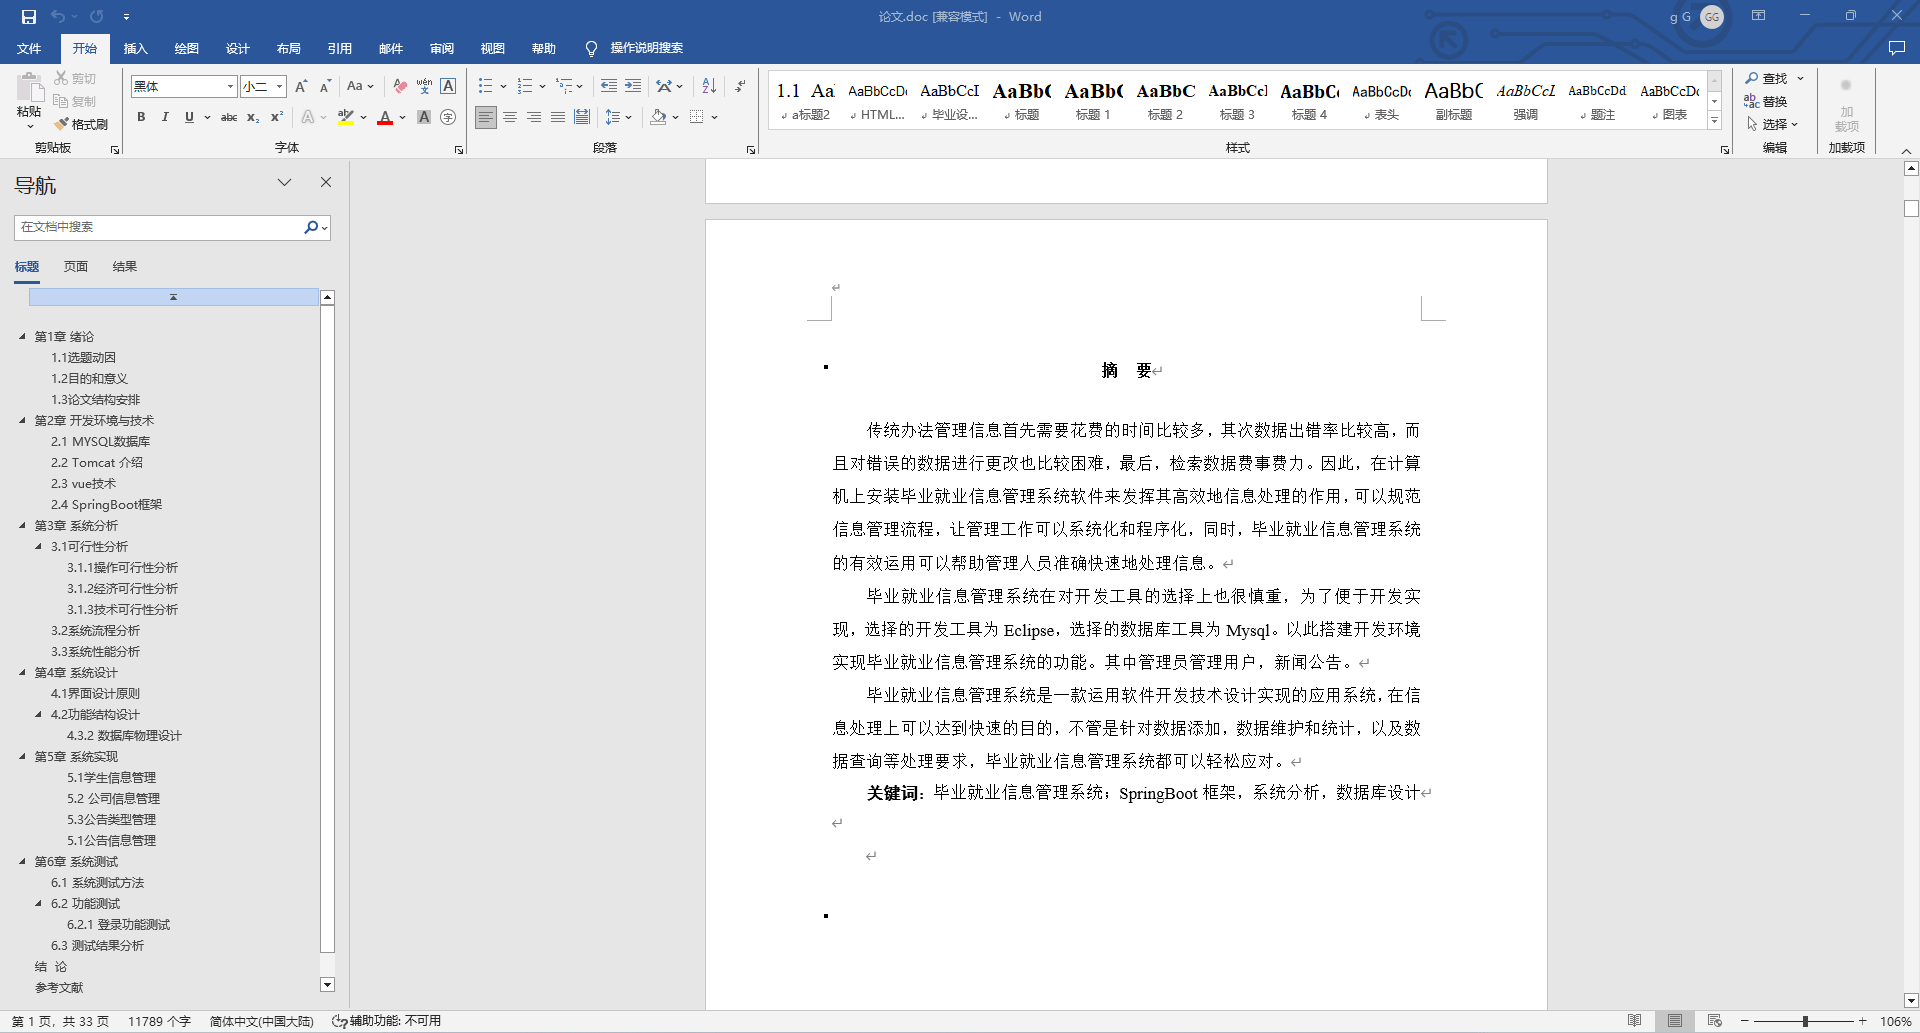 论文.doc [兼容模式] - Word
g G GG
文件 开始 插入 绘图 设计 布局 引用 邮件 审阅 视图 帮助 操作说明搜索
粘贴 剪切 复制 格式刷
剪贴板
黑体 小二
字体
段落
1.1 Aa AaBbCcDc AaBbCcI AaBb( AaBb( AaBbC AaBbCcI AaBbC AaBbCcDc AaBbC AaBbCcL AaBbCcDd AaBbCcDc
a标题2 HTML... 毕业设... 标题 标题 1 标题 2 标题 3 标题 4 表头 副标题 强调 题注 图表
样式
查找
替换
选择
编辑
加载项
加载项
导航
在文档中搜索
标题 页面 结果
第1章 绪论
1.1选题动因
1.2目的和意义
1.3论文结构安排
第2章 开发环境与技术
2.1 MYSQL数据库
2.2 Tomcat 介绍
2.3 vue技术
2.4 SpringBoot框架
第3章 系统分析
3.1可行性分析
3.1.1操作可行性分析
3.1.2经济可行性分析
3.1.3技术可行性分析
3.2系统流程分析
3.3系统性能分析
第4章 系统设计
4.1界面设计原则
4.2功能结构设计
4.3.2 数据库物理设计
第5章 系统实现
5.1学生信息管理
5.2 公司信息管理
5.3公告类型管理
5.1公告信息管理
第6章 系统测试
6.1 系统测试方法
6.2 功能测试
6.2.1 登录功能测试
6.3 测试结果分析
结 论
参考文献
摘 要
传统办法管理信息首先需要花费的时间比较多，其次数据出错率比较高，而
且对错误的数据进行更改也比较困难，最后，检索数据费事费力。因此，在计算
机上安装毕业就业信息管理系统软件来发挥其高效地信息处理的作用，可以规范
信息管理流程，让管理工作可以系统化和程序化，同时，毕业就业信息管理系统
的有效运用可以帮助管理人员准确快速地处理信息。
毕业就业信息管理系统在对开发工具的选择上也很慎重，为了便于开发实
现，选择的开发工具为 Eclipse，选择的数据库工具为 Mysql。以此搭建开发环境
实现毕业就业信息管理系统的功能。其中管理员管理用户，新闻公告。
毕业就业信息管理系统是一款运用软件开发技术设计实现的应用系统，在信
息处理上可以达到快速的目的，不管是针对数据添加，数据维护和统计，以及数
据查询等处理要求，毕业就业信息管理系统都可以轻松应对。
关键词：毕业就业信息管理系统；SpringBoot 框架，系统分析，数据库设计
第 1 页，共 33 页 11789 个字 简体中文(中国大陆) 辅助功能: 不可用 106%